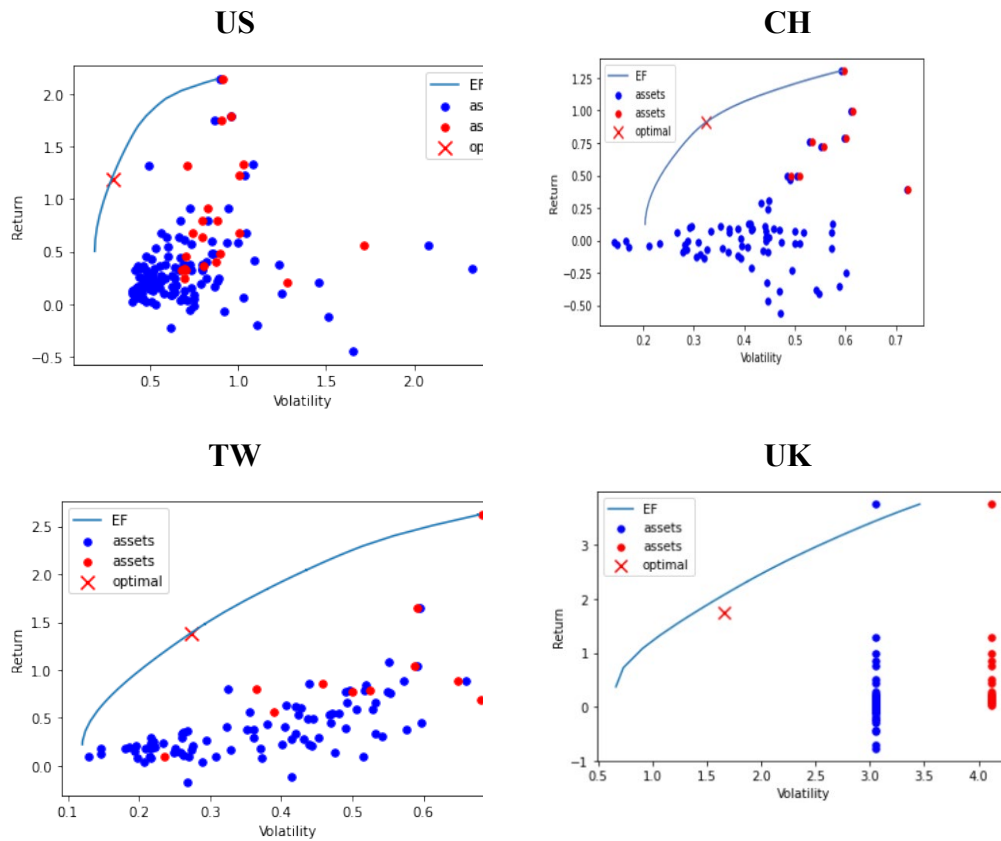 US
2.0
1.5
1.0
0.5
0.0
−0.5
Return
0.5
1.0
1.5
2.0
Volatility
EF
as
as
op
CH
1.25
1.00
0.75
0.50
0.25
0.00
−0.25
−0.50
Return
0.2
0.3
0.4
0.5
0.6
0.7
Volatility
EF
assets
assets
optimal
TW
2.5
2.0
1.5
1.0
0.5
0.0
Return
0.1
0.2
0.3
0.4
0.5
0.6
Volatility
EF
assets
assets
optimal
UK
3
2
1
0
−1
Return
0.5
1.0
1.5
2.0
2.5
3.0
3.5
4.0
Volatility
EF
assets
assets
optimal